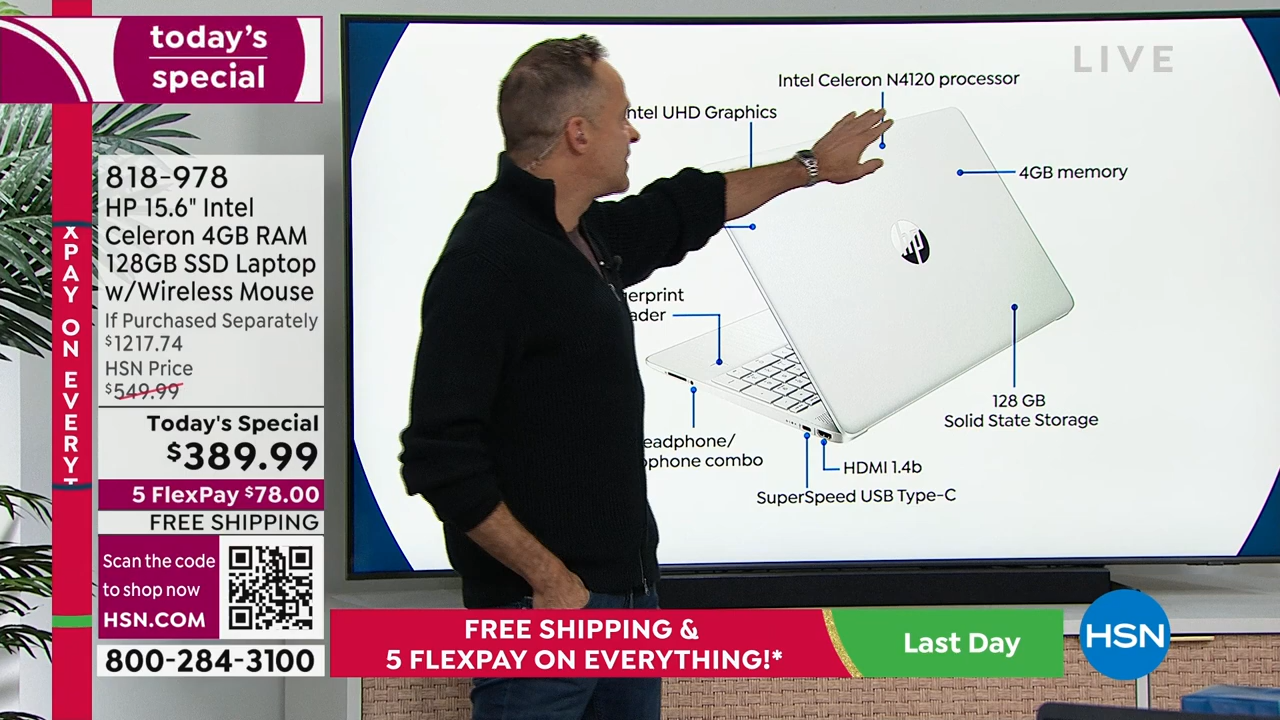 today's
special
818-978
HP 15.6" Intel
Celeron 4GB RAM
128GB SSD Laptop
w/Wireless Mouse
If Purchased Separately
$1217.74
HSN Price
$549.99
Today's Special
$389.99
5 FlexPay $78.00
FREE SHIPPING
Scan the code
to shop now
HSN.COM
800-284-3100
XPAY ON EVERYT
LIVE
Intel Celeron N4120 processor
ntel UHD Graphics
4GB memory
hp
erprint
ader
128 GB
Solid State Storage
eadphone/
ophone combo
HDMI 1.4b
SuperSpeed USB Type-C
FREE SHIPPING &
5 FLEXPAY ON EVERYTHING!*
Last Day
HSN